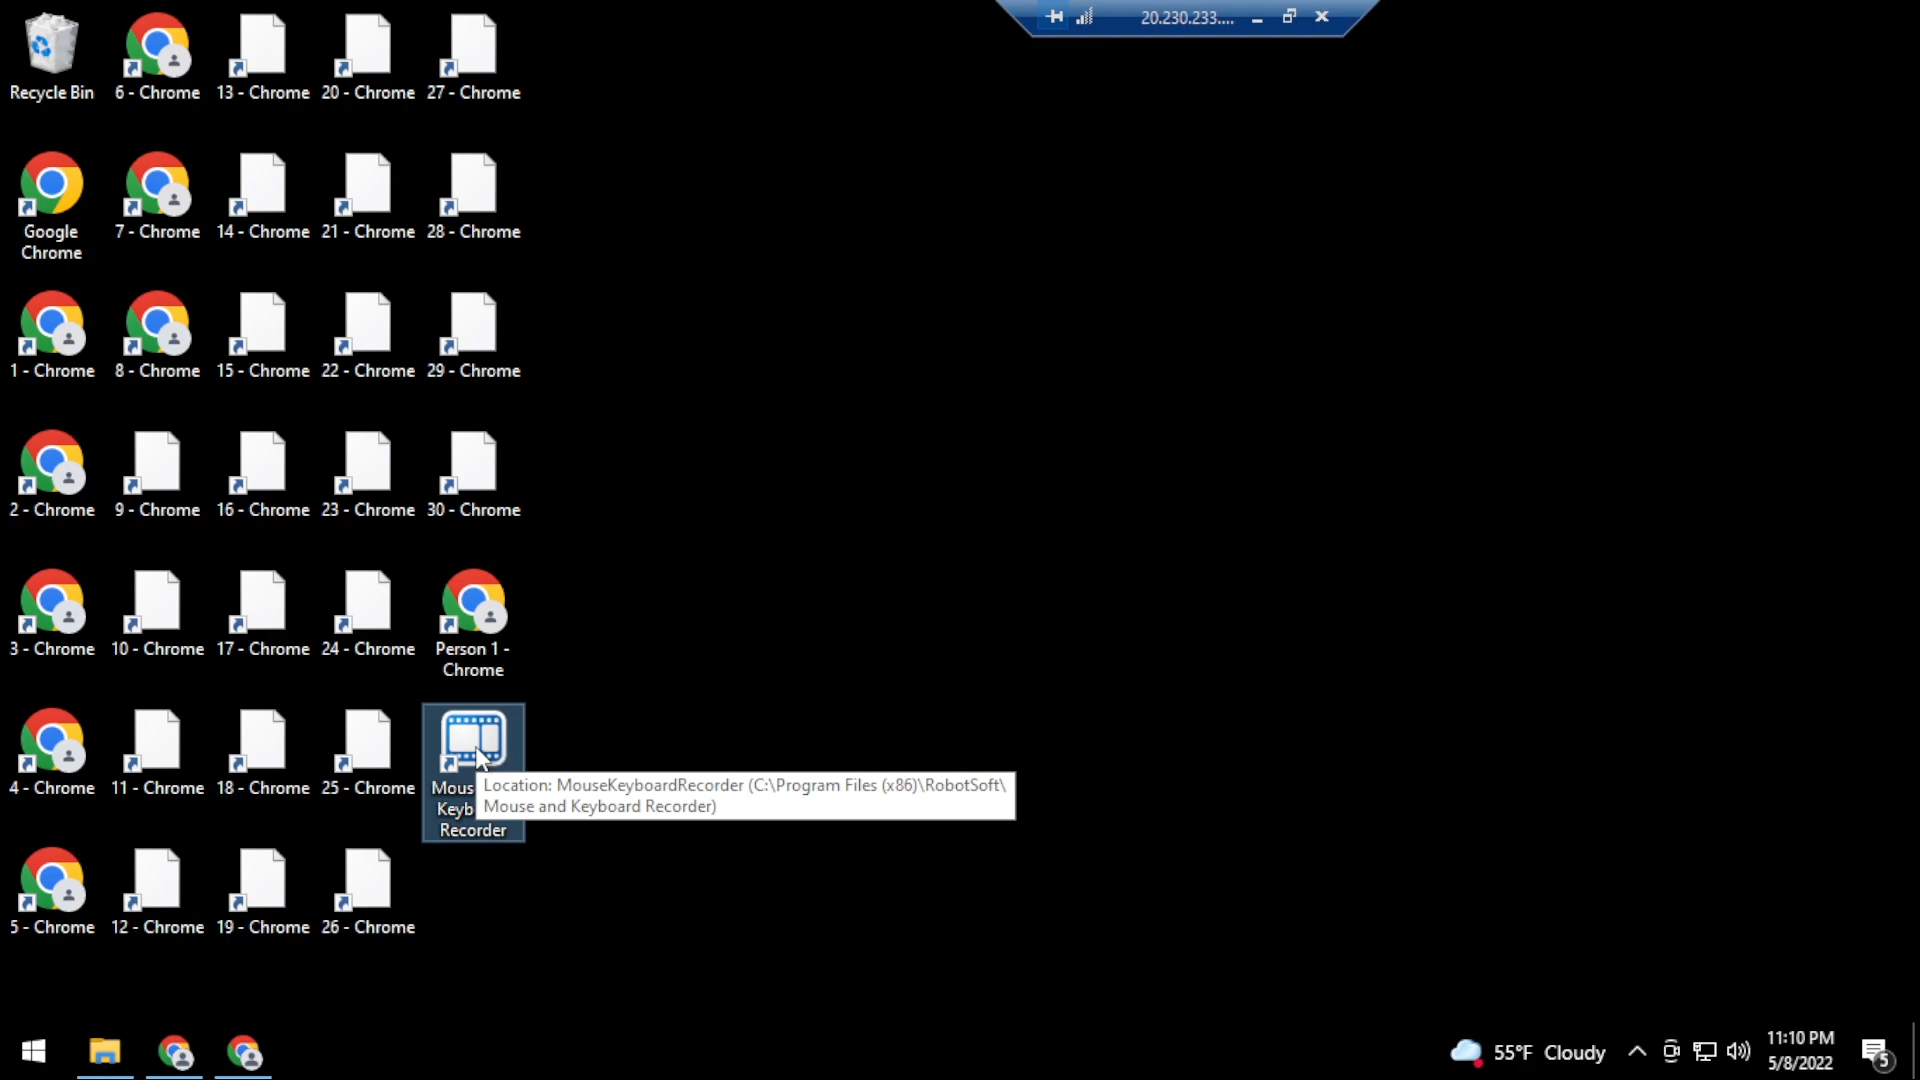 20.230.233....
Recycle Bin
6 - Chrome
13 - Chrome
20 - Chrome
27 - Chrome
Google
Chrome
7 - Chrome
14 - Chrome
21 - Chrome
28 - Chrome
1 - Chrome
8 - Chrome
15 - Chrome
22 - Chrome
29 - Chrome
2 - Chrome
9 - Chrome
16 - Chrome
23 - Chrome
30 - Chrome
3 - Chrome
10 - Chrome
17 - Chrome
24 - Chrome
Person 1 -
Chrome
4 - Chrome
11 - Chrome
18 - Chrome
25 - Chrome
Mous
Keyb
Recorder
Location: MouseKeyboardRecorder (C:\Program Files (x86)\RobotSoft\
Mouse and Keyboard Recorder)
5 - Chrome
12 - Chrome
19 - Chrome
26 - Chrome
55°F Cloudy
11:10 PM
5/8/2022
5